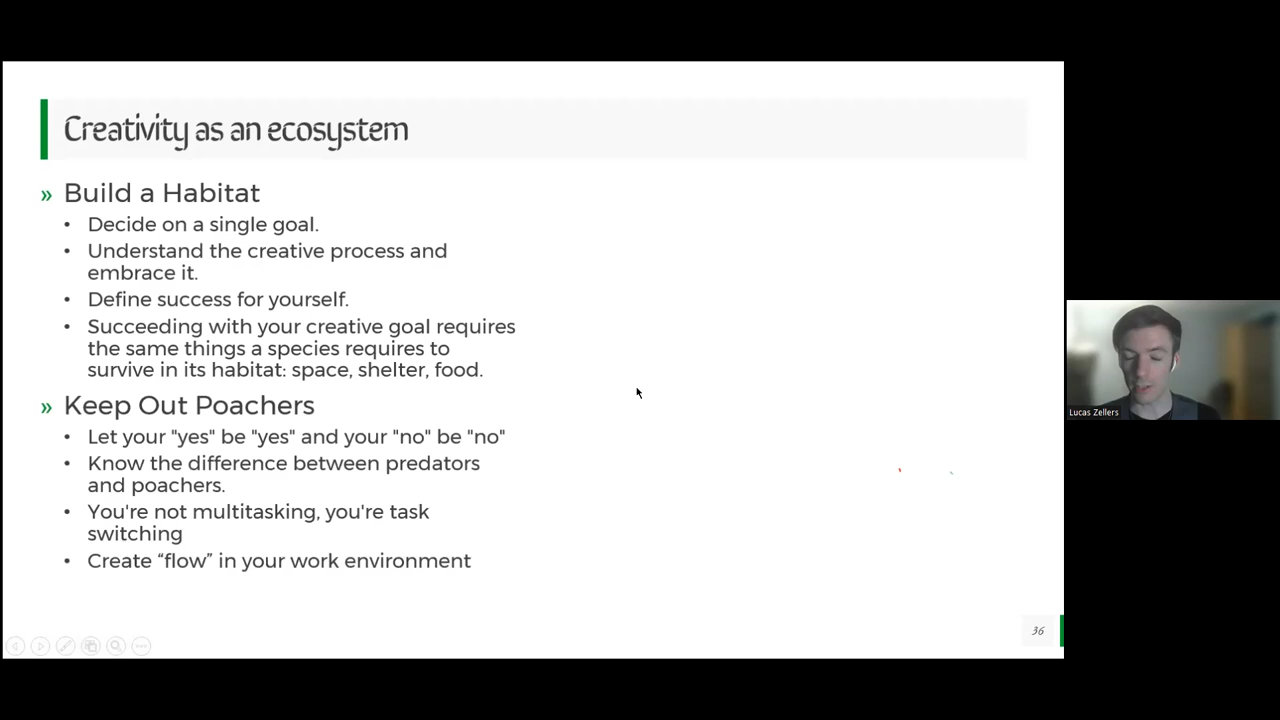 Creativity as an ecosystem
» Build a Habitat
• Decide on a single goal.
• Understand the creative process and
embrace it.
• Define success for yourself.
• Succeeding with your creative goal requires
the same things a species requires to
survive in its habitat: space, shelter, food.
» Keep Out Poachers
• Let your "yes" be "yes" and your "no" be "no"
• Know the difference between predators
and poachers.
• You're not multitasking, you're task
switching
• Create “flow” in your work environment
36
Lucas Zellers